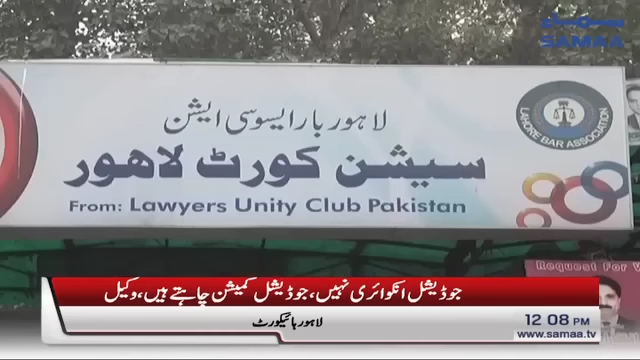 سماء
SAMAA
لاہور بار ایسوسی ایشن
سیشن کورٹ لاہور
From: Lawyers Unity Club Pakistan
LAHORE BAR ASSOCIATION
Request For V
جوڈیشل انکوائری نہیں، جوڈیشل کمیشن چاہتے ہیں، وکیل
لاہور ہائیکورٹ
12 08 PM
www.samaa.tv